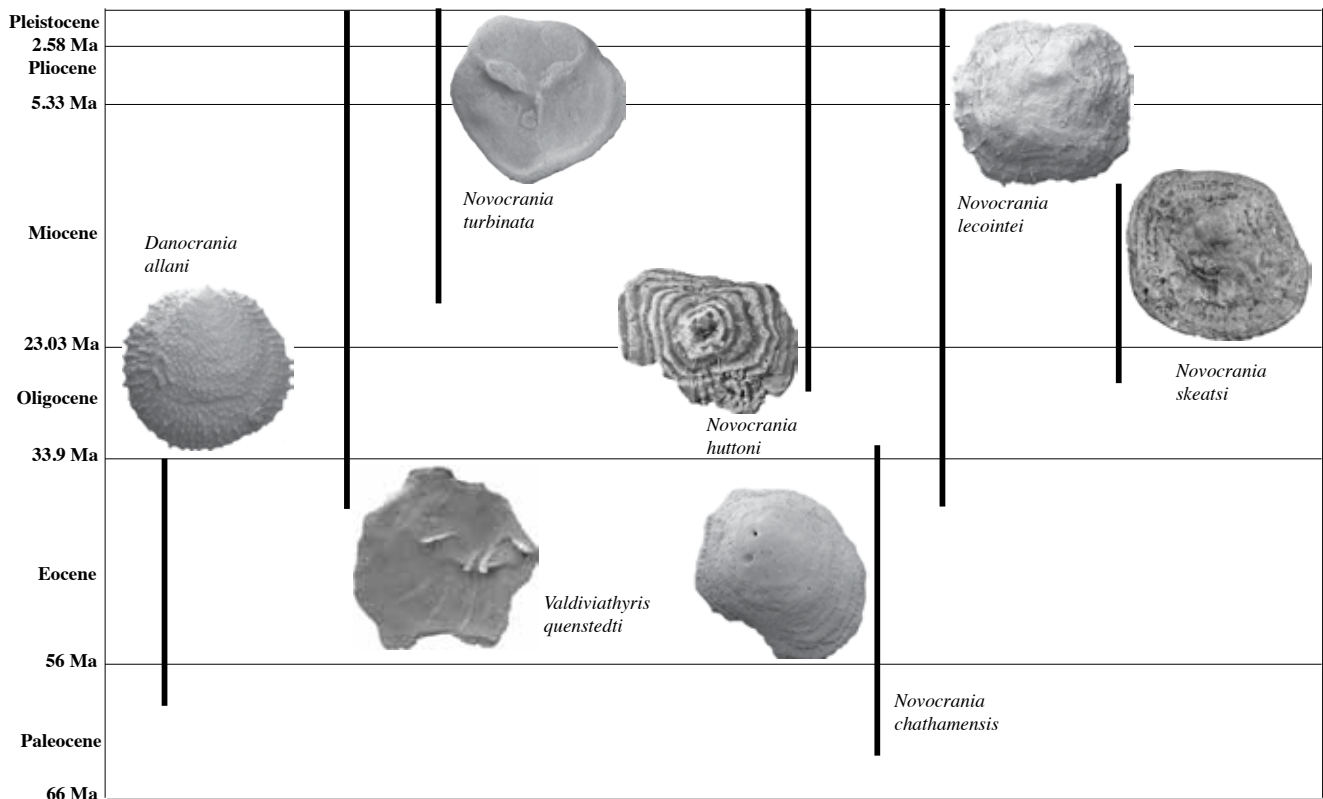 Pleistocene
2.58 Ma
Pliocene
5.33 Ma
Novocrania
turbinata
Novocrania
lecointei
Miocene
Danocrania
allani
23.03 Ma
Novocrania
skeatsi
Oligocene
Novocrania
huttoni
33.9 Ma
Eocene
Valdiviathyris
quenstedti
56 Ma
Novocrania
chathamensis
Paleocene
66 Ma